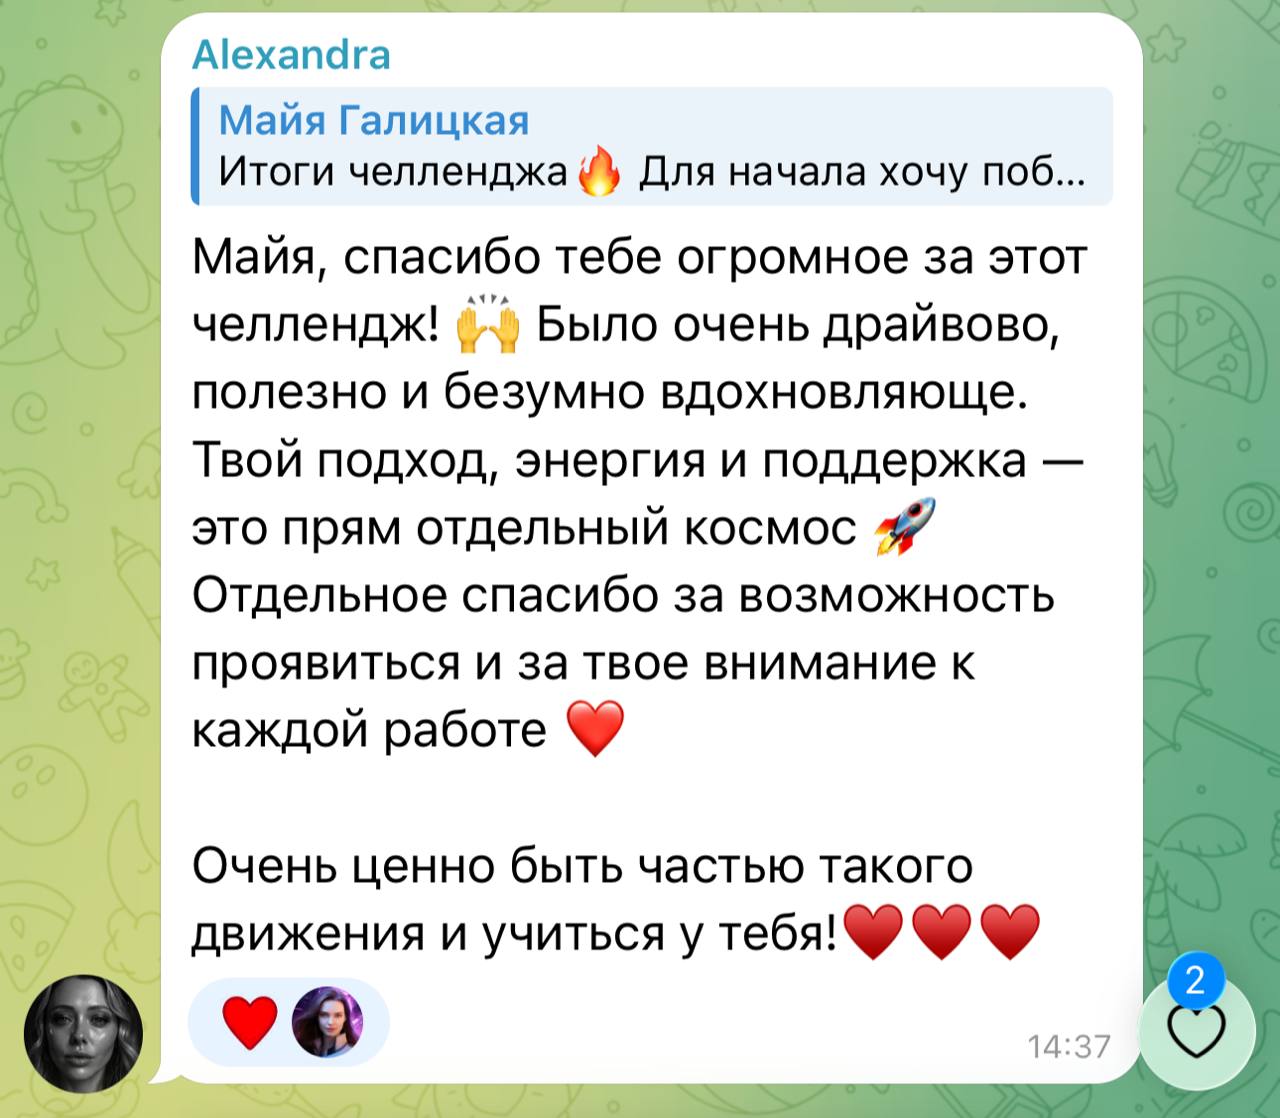 Alexandra
Майя Галицкая
Итоги челленджа🔥 Для начала хочу поб...
Майя, спасибо тебе огромное за этот
челлендж! 🙌 Было очень драйвово,
полезно и безумно вдохновляюще.
Твой подход, энергия и поддержка —
это прям отдельный космос 🚀
Отдельное спасибо за возможность
проявиться и за твое внимание к
каждой работе ❤️
Очень ценно быть частью такого
движения и учиться у тебя!♥️♥️♥️
14:37
2